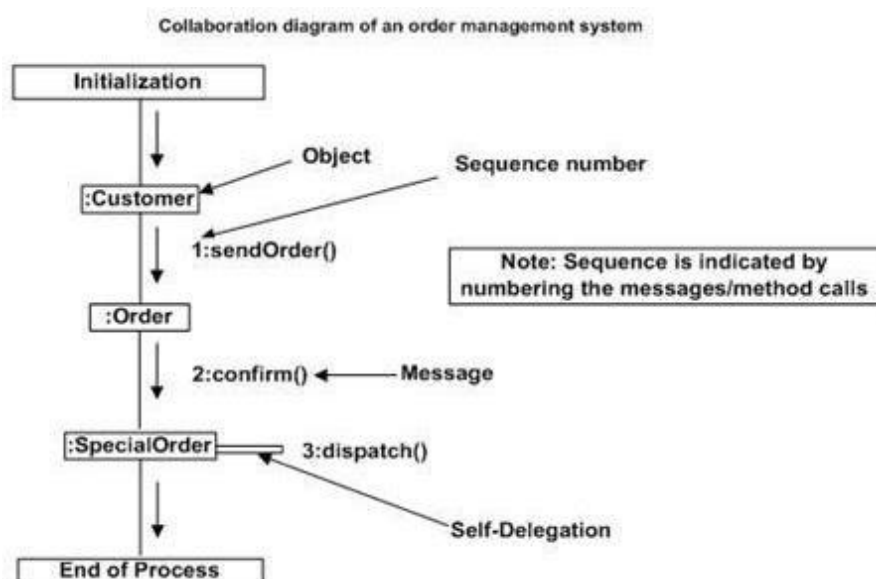 Collaboration diagram of an order management system
Initialization
Object
Sequence number
:Customer
1:sendOrder()
Note: Sequence is indicated by
numbering the messages/method calls
:Order
2:confirm()
Message
:SpecialOrder
3:dispatch()
Self-Delegation
End of Process